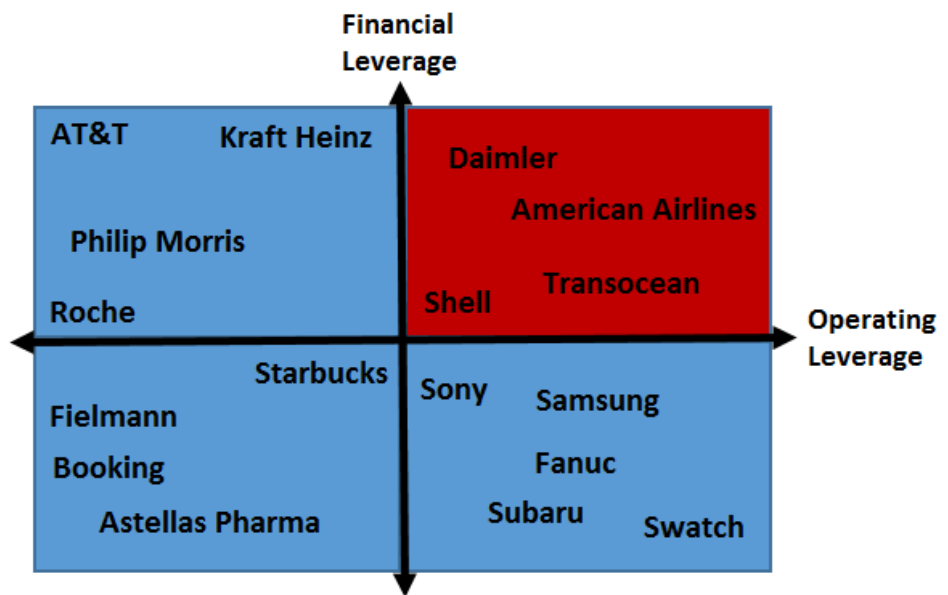 Financial
Leverage
AT&T
Kraft Heinz
Daimler
American Airlines
Philip Morris
Transocean
Roche
Shell
Operating
Leverage
Starbucks
Sony
Samsung
Fielmann
Booking
Fanuc
Astellas Pharma
Subaru
Swatch